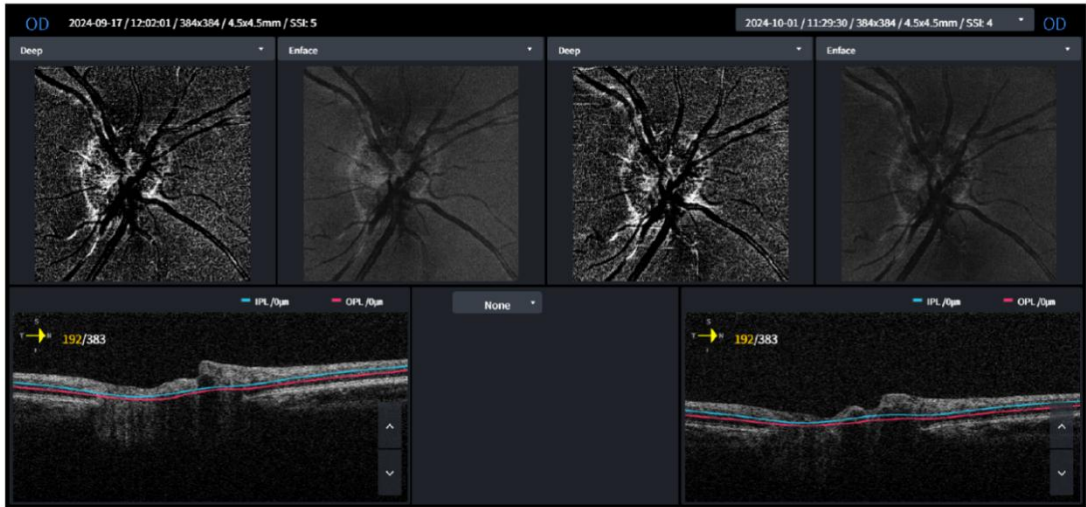 OD 2024-09-17 / 12:02:01 / 384x384 / 4.5x4.5mm / SSI: 5 2024-10-01 / 11:29:30 / 384x384 / 4.5x4.5mm / SSI: 4 OD
Deep Enface Deep Enface
IPL /0μm OPL /0μm None IPL /0μm OPL /0μm
S
T N
I
192/383
S
T N
I
192/383